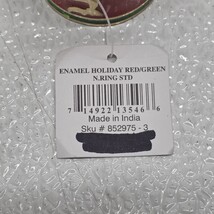 ENAMEL HOLIDAY RED/GREEN
N.RING STD
7 14922 13546 6
Made in India
Sku # 852975 - 3